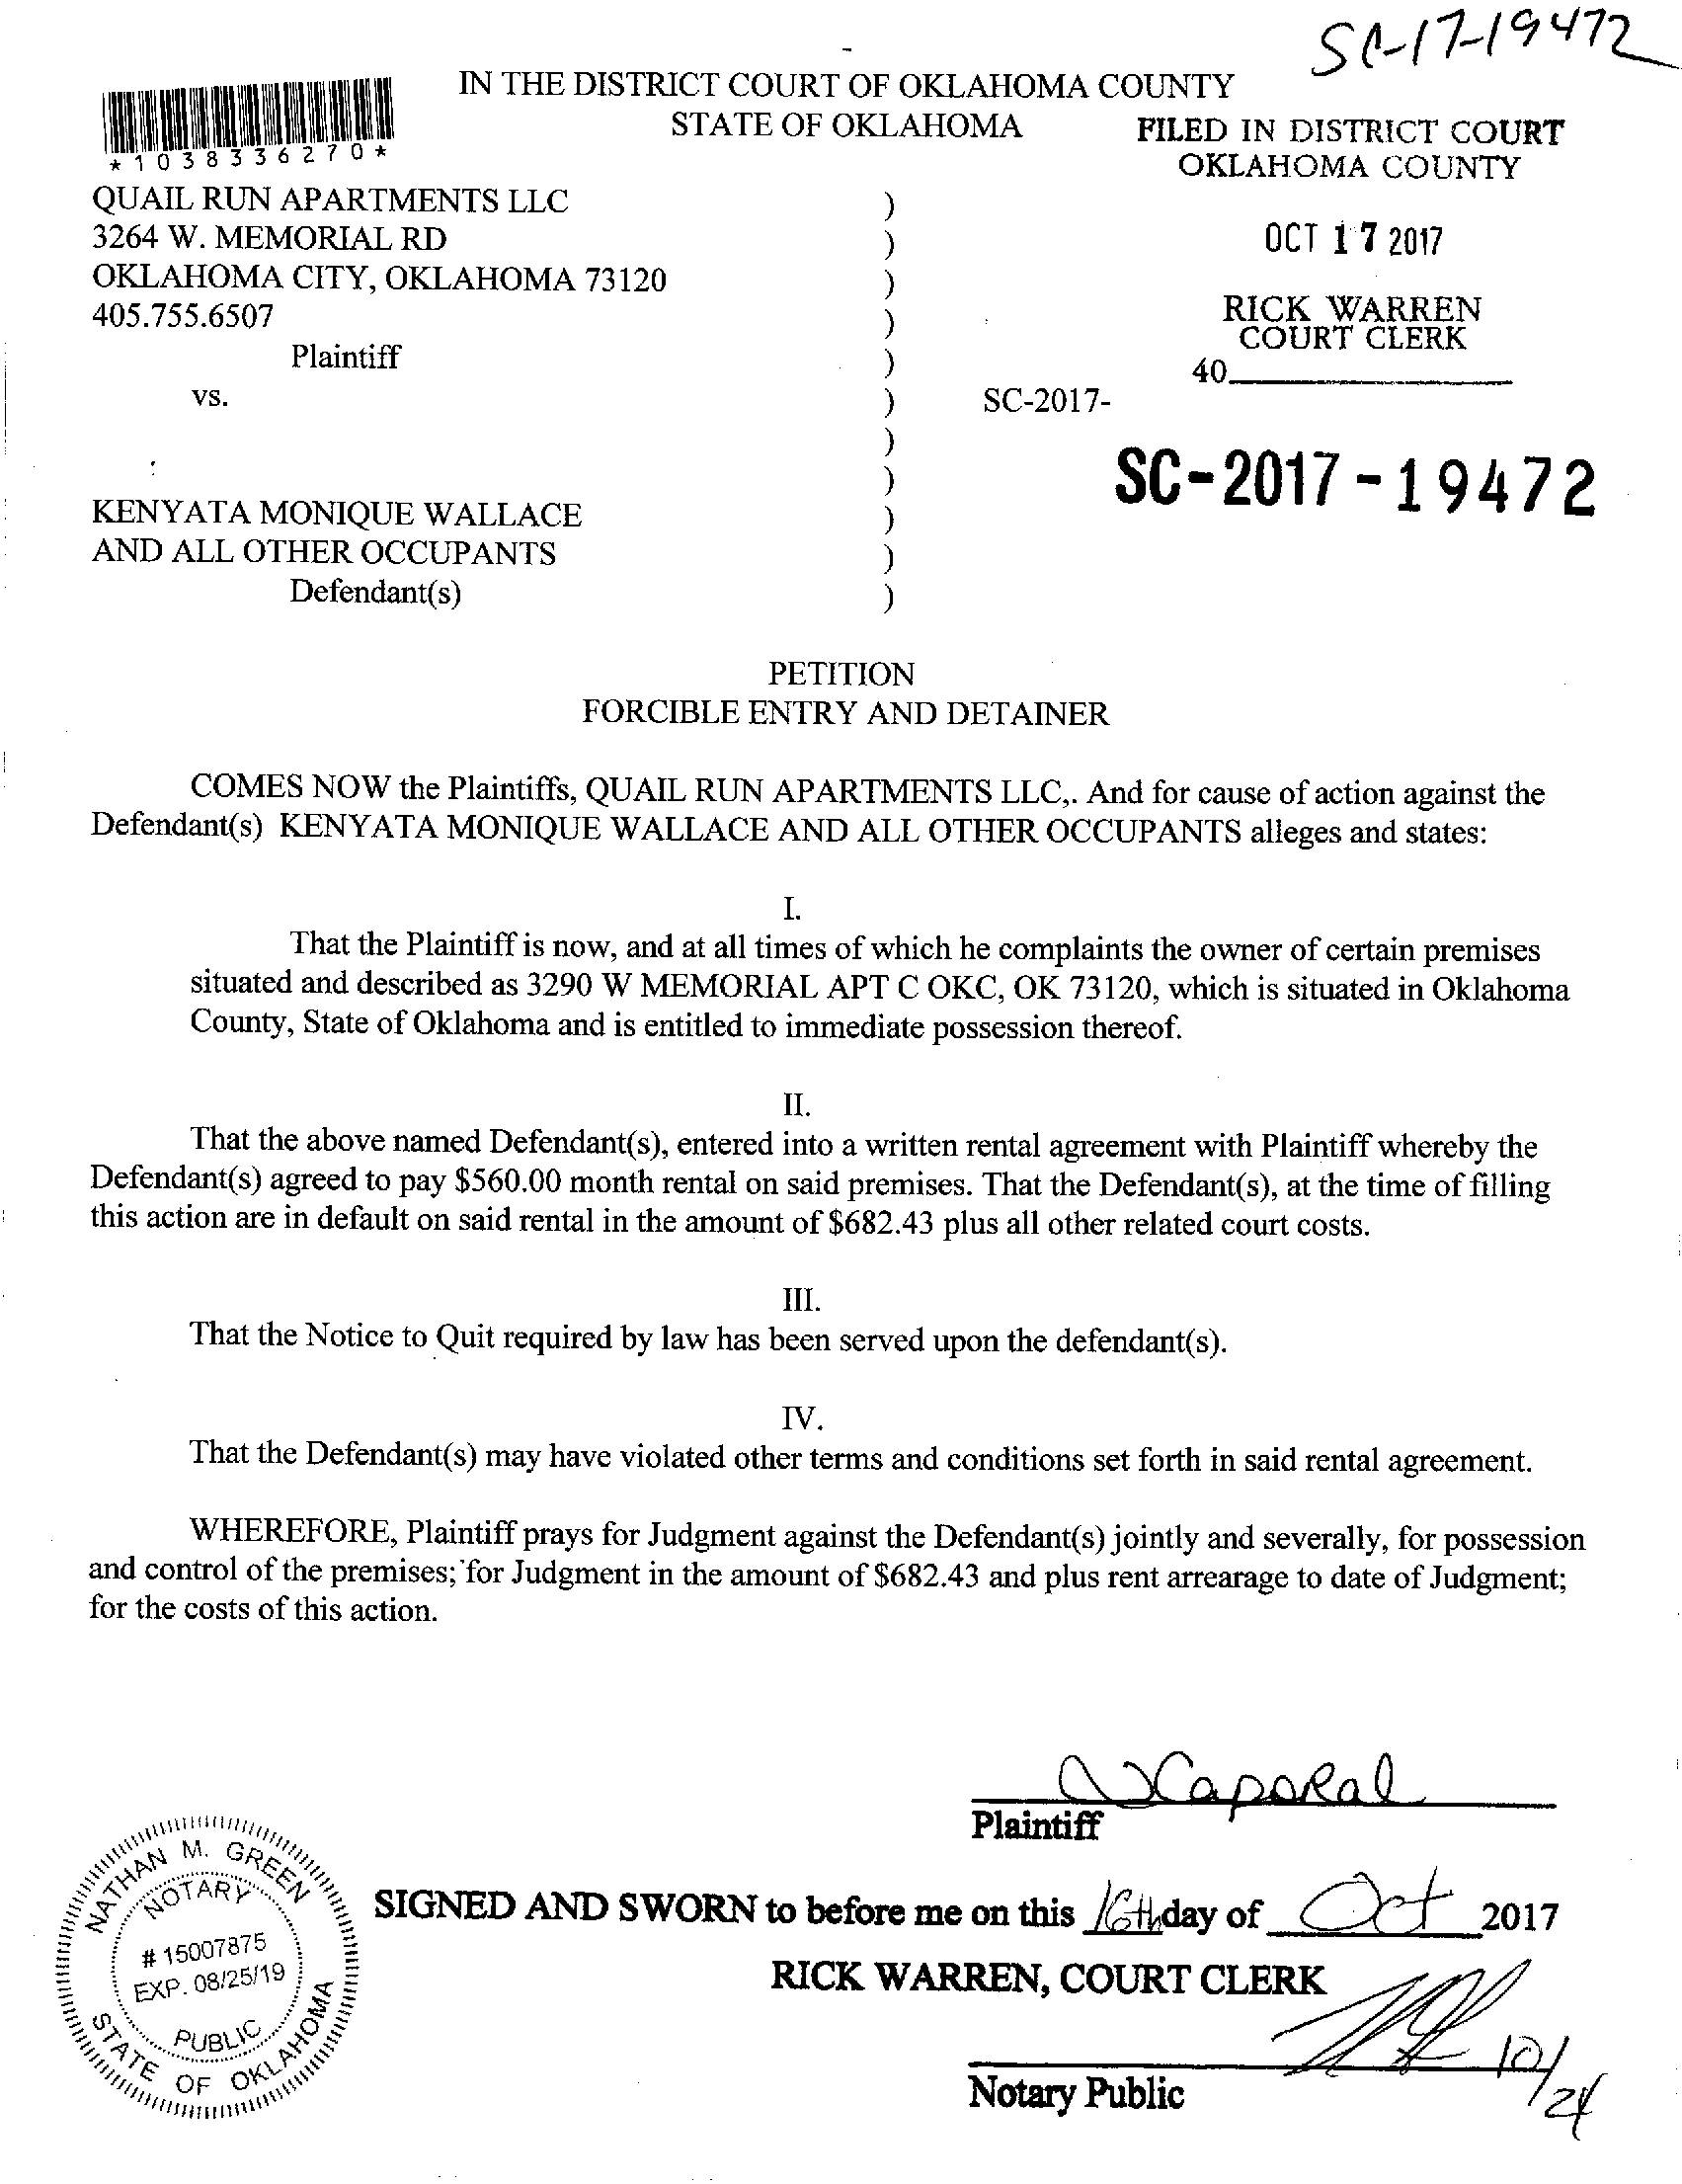 SC-17-19472
IN THE DISTRICT COURT OF OKLAHOMA COUNTY
STATE OF OKLAHOMA
*1038336270*
FILED IN DISTRICT COURT
OKLAHOMA COUNTY
OCT 17 2017
RICK WARREN
COURT CLERK
40
QUAIL RUN APARTMENTS LLC )
3264 W. MEMORIAL RD )
OKLAHOMA CITY, OKLAHOMA 73120 )
405.755.6507 )
Plaintiff )
vs. ) SC-2017-
)
) SC-2017-19472
KENYATA MONIQUE WALLACE )
AND ALL OTHER OCCUPANTS )
Defendant(s) )
PETITION
FORCIBLE ENTRY AND DETAINER
COMES NOW the Plaintiffs, QUAIL RUN APARTMENTS LLC,. And for cause of action against the
Defendant(s) KENYATA MONIQUE WALLACE AND ALL OTHER OCCUPANTS alleges and states:
I.
That the Plaintiff is now, and at all times of which he complaints the owner of certain premises
situated and described as 3290 W MEMORIAL APT C OKC, OK 73120, which is situated in Oklahoma
County, State of Oklahoma and is entitled to immediate possession thereof.
II.
That the above named Defendant(s), entered into a written rental agreement with Plaintiff whereby the
Defendant(s) agreed to pay $560.00 month rental on said premises. That the Defendant(s), at the time of filling
this action are in default on said rental in the amount of $682.43 plus all other related court costs.
III.
That the Notice to Quit required by law has been served upon the defendant(s).
IV.
That the Defendant(s) may have violated other terms and conditions set forth in said rental agreement.
WHEREFORE, Plaintiff prays for Judgment against the Defendant(s) jointly and severally, for possession
and control of the premises; for Judgment in the amount of $682.43 and plus rent arrearage to date of Judgment;
for the costs of this action.
Caporal
Plaintiff
NATHAN M. GREEN
NOTARY
# 15007875
EXP. 08/25/19
PUBLIC
STATE OF OKLAHOMA
SIGNED AND SWORN to before me on this 16th day of Oct 2017
RICK WARREN, COURT CLERK
10/24
Notary Public